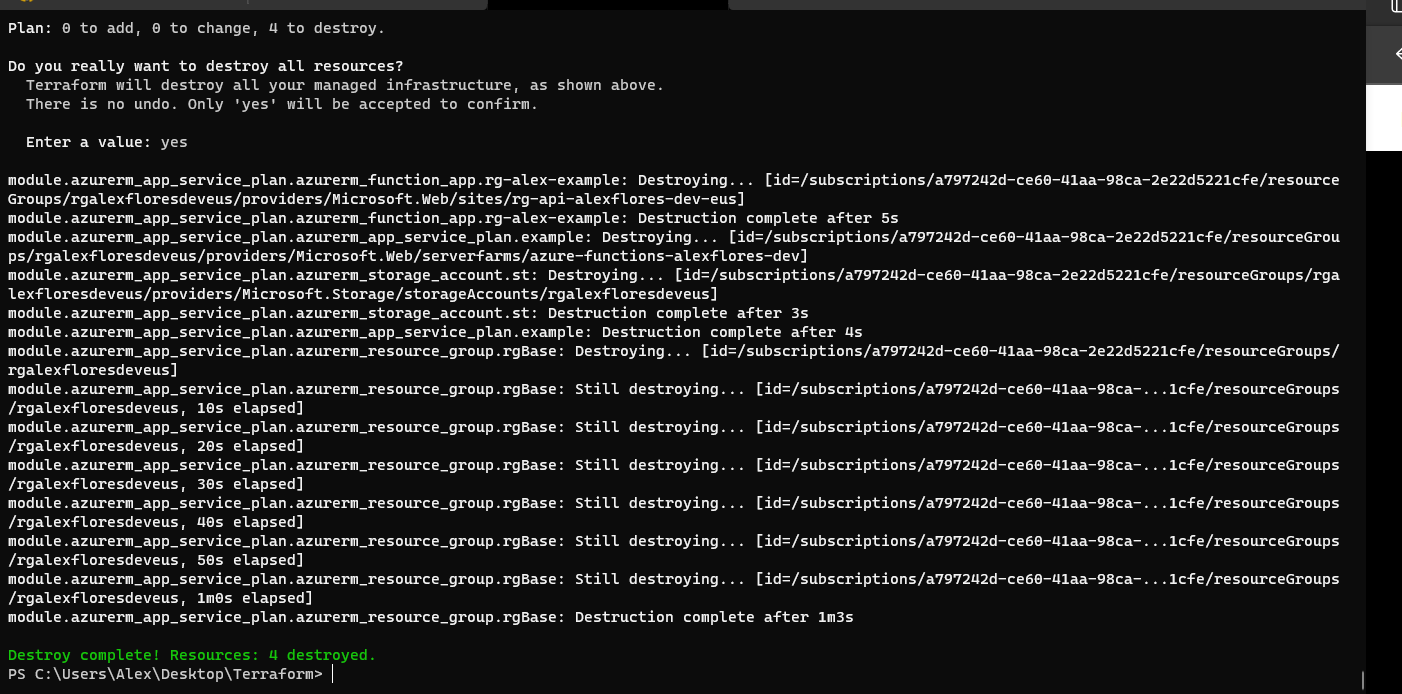 Plan: 0 to add, 0 to change, 4 to destroy.
Do you really want to destroy all resources?
Terraform will destroy all your managed infrastructure, as shown above.
There is no undo. Only 'yes' will be accepted to confirm.
Enter a value: yes
module.azurerm_app_service_plan.azurerm_function_app.rg-alex-example: Destroying... [id=/subscriptions/a797242d-ce60-41aa-98ca-2e22d5221cfe/resource
Groups/rgalexfloresdeveus/providers/Microsoft.Web/sites/rg-api-alexflores-dev-eus]
module.azurerm_app_service_plan.azurerm_function_app.rg-alex-example: Destruction complete after 5s
module.azurerm_app_service_plan.azurerm_app_service_plan.example: Destroying... [id=/subscriptions/a797242d-ce60-41aa-98ca-2e22d5221cfe/resourceGrou
ps/rgalexfloresdeveus/providers/Microsoft.Web/serverfarms/azure-functions-alexflores-dev]
module.azurerm_app_service_plan.azurerm_storage_account.st: Destroying... [id=/subscriptions/a797242d-ce60-41aa-98ca-2e22d5221cfe/resourceGroups/rga
lexfloresdeveus/providers/Microsoft.Storage/storageAccounts/rgalexfloresdeveus]
module.azurerm_app_service_plan.azurerm_storage_account.st: Destruction complete after 3s
module.azurerm_app_service_plan.azurerm_app_service_plan.example: Destruction complete after 4s
module.azurerm_app_service_plan.azurerm_resource_group.rgBase: Destroying... [id=/subscriptions/a797242d-ce60-41aa-98ca-2e22d5221cfe/resourceGroups/
rgalexfloresdeveus]
module.azurerm_app_service_plan.azurerm_resource_group.rgBase: Still destroying... [id=/subscriptions/a797242d-ce60-41aa-98ca-...1cfe/resourceGroups
/rgalexfloresdeveus, 10s elapsed]
module.azurerm_app_service_plan.azurerm_resource_group.rgBase: Still destroying... [id=/subscriptions/a797242d-ce60-41aa-98ca-...1cfe/resourceGroups
/rgalexfloresdeveus, 20s elapsed]
module.azurerm_app_service_plan.azurerm_resource_group.rgBase: Still destroying... [id=/subscriptions/a797242d-ce60-41aa-98ca-...1cfe/resourceGroups
/rgalexfloresdeveus, 30s elapsed]
module.azurerm_app_service_plan.azurerm_resource_group.rgBase: Still destroying... [id=/subscriptions/a797242d-ce60-41aa-98ca-...1cfe/resourceGroups
/rgalexfloresdeveus, 40s elapsed]
module.azurerm_app_service_plan.azurerm_resource_group.rgBase: Still destroying... [id=/subscriptions/a797242d-ce60-41aa-98ca-...1cfe/resourceGroups
/rgalexfloresdeveus, 50s elapsed]
module.azurerm_app_service_plan.azurerm_resource_group.rgBase: Still destroying... [id=/subscriptions/a797242d-ce60-41aa-98ca-...1cfe/resourceGroups
/rgalexfloresdeveus, 1m0s elapsed]
module.azurerm_app_service_plan.azurerm_resource_group.rgBase: Destruction complete after 1m3s
Destroy complete! Resources: 4 destroyed.
PS C:\Users\Alex\Desktop\Terraform>